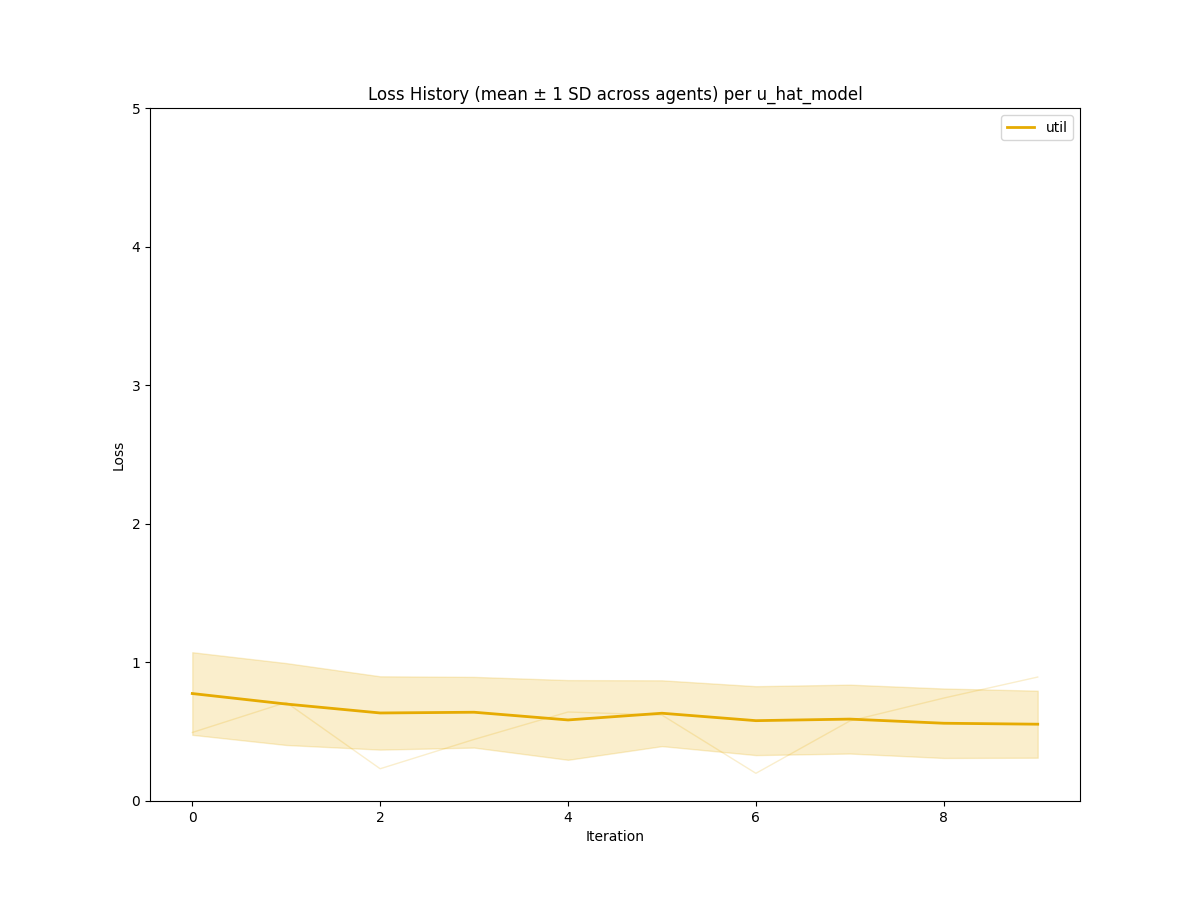 Loss History (mean ± 1 SD across agents) per u_hat_model
util
5
4
3
2
1
0
Loss
0 2 4 6 8
Iteration